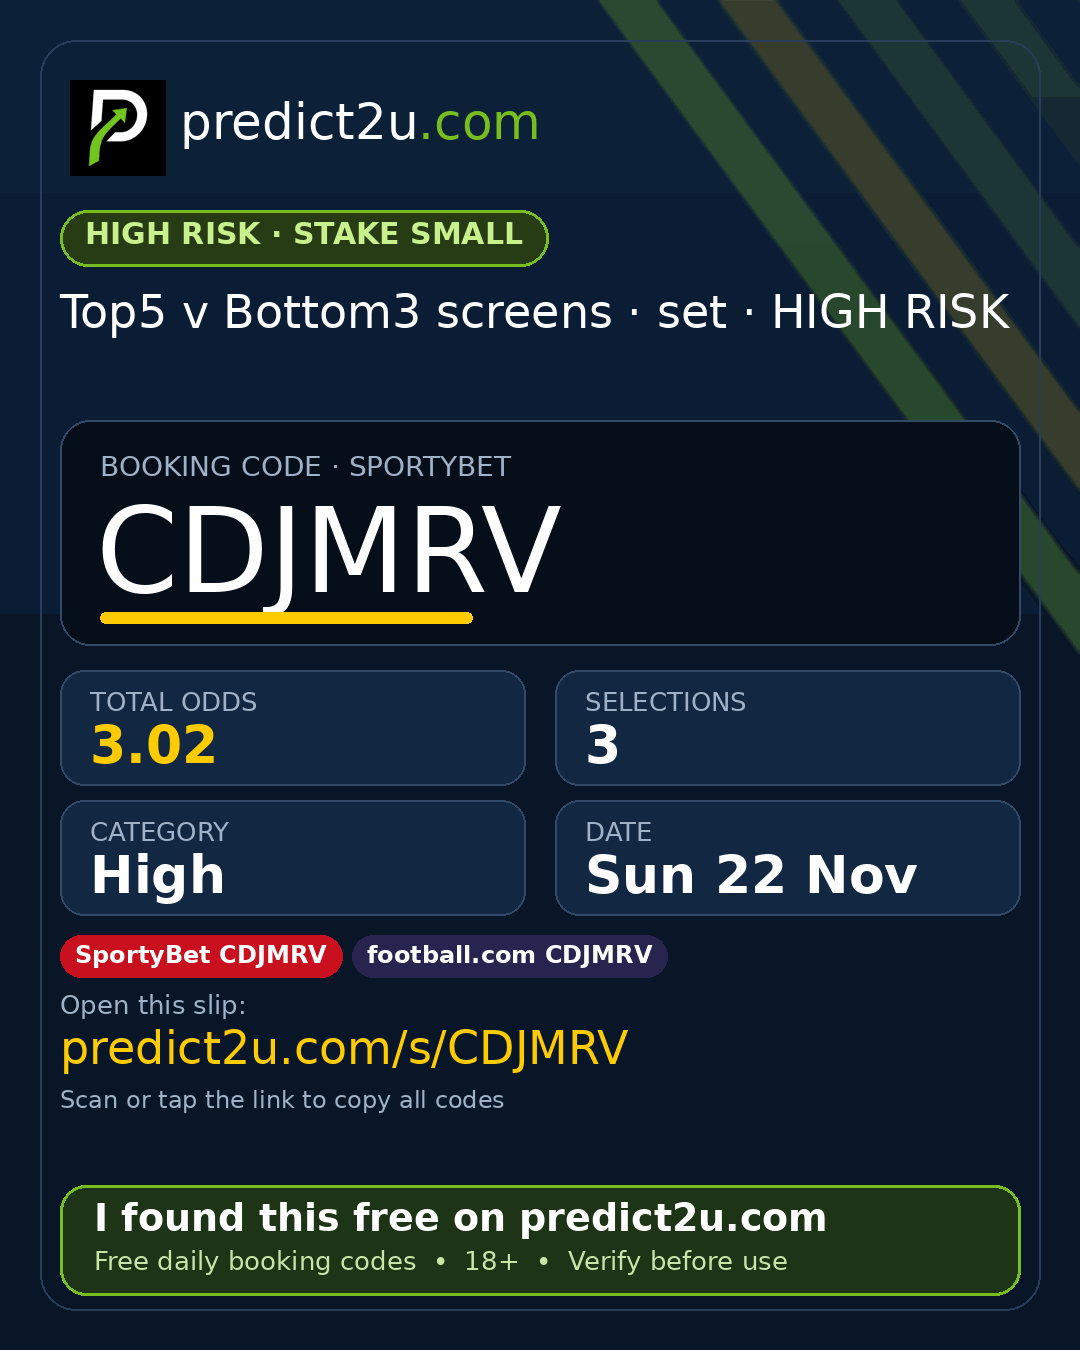 predict2u.com
HIGH RISK · STAKE SMALL
Top5 v Bottom3 screens · set · HIGH RISK
BOOKING CODE · SPORTYBET
CDJMRV
TOTAL ODDS
3.02
SELECTIONS
3
CATEGORY
High
DATE
Sun 22 Nov
SportyBet CDJMRV
football.com CDJMRV
Open this slip:
predict2u.com/s/CDJMRV
Scan or tap the link to copy all codes
I found this free on predict2u.com
Free daily booking codes • 18+ • Verify before use